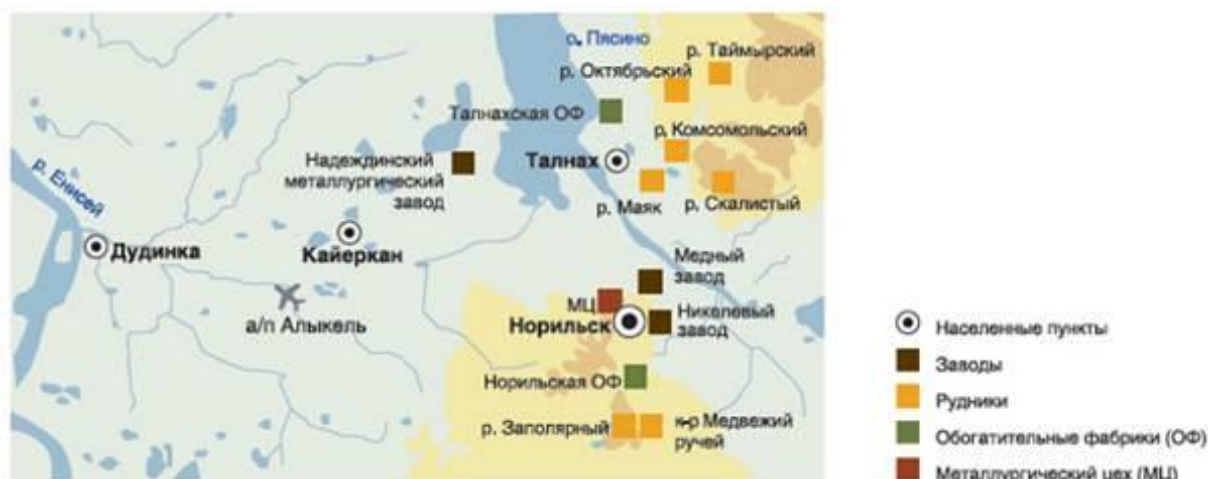 о. Пясино
р. Таймырский
р. Октябрьский
Талнахская ОФ
р. Комсомольский
Надеждинский
металлургический
завод
Талнах
р. Енисей
р. Маяк
р. Скалистый
Дудинка
Кайеркан
Медный
завод
МЦ
а/п Алыкель
Норильск
Никелевый
завод
Норильская ОФ
р. Заполярный
к-р Медвежий
ручей
Населенные пункты
Заводы
Рудники
Обогатительные фабрики (ОФ)
Металлургический цех (МЦ)